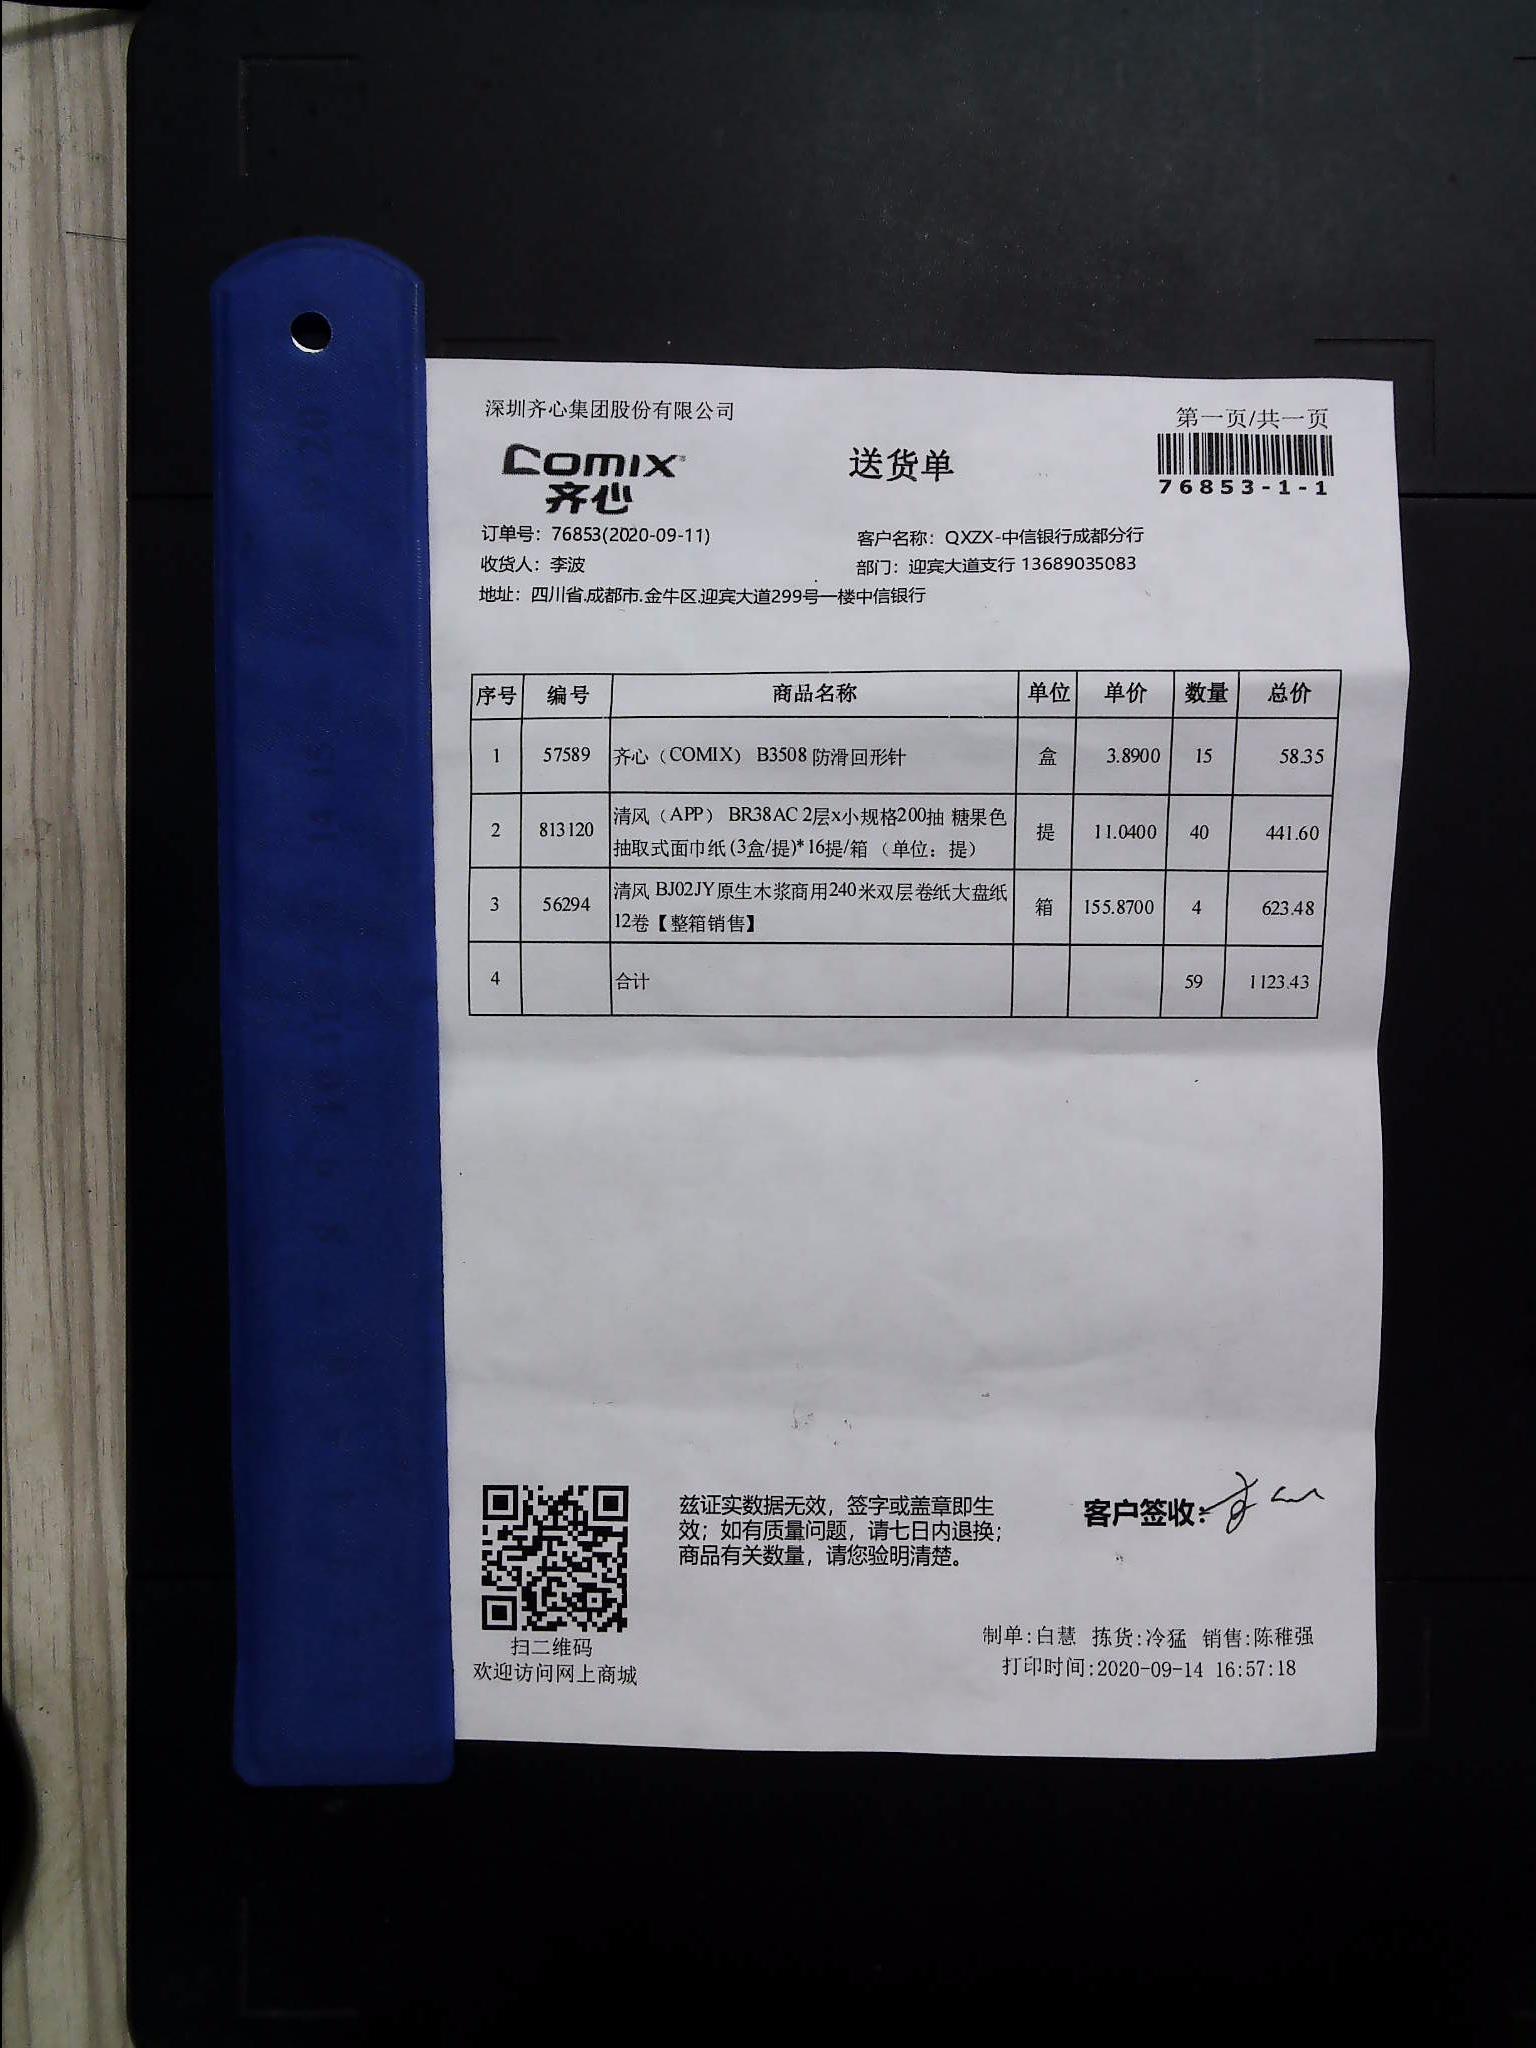 深圳齐心集团股份有限公司
第一页/共一页
COMIX
齐心
送货单
76853-1-1
订单号：76853(2020-09-11)
客户名称：QXZX-中信银行成都分行
收货人：李波
部门：迎宾大道支行 13689035083
地址：四川省.成都市.金牛区.迎宾大道299号一楼中信银行
序号 编号 商品名称 单位 单价 数量 总价
1 57589 齐心（COMIX） B3508 防滑回形针 盒 3.8900 15 58.35
2 813120 清风（APP） BR38AC 2层x小规格200抽 糖果色
抽取式面巾纸(3盒/提)*16提/箱 （单位：提） 提 11.0400 40 441.60
3 56294 清风 BJ02JY原生木浆商用240米双层卷纸大盘纸
12卷【整箱销售】 箱 155.8700 4 623.48
4 合计 59 1123.43
兹证实数据无效，签字或盖章即生
效；如有质量问题，请七日内退换；
商品有关数量，请您验明清楚。
客户签收：
扫二维码
欢迎访问网上商城
制单:白慧 拣货:冷猛 销售:陈稚强
打印时间:2020-09-14 16:57:18